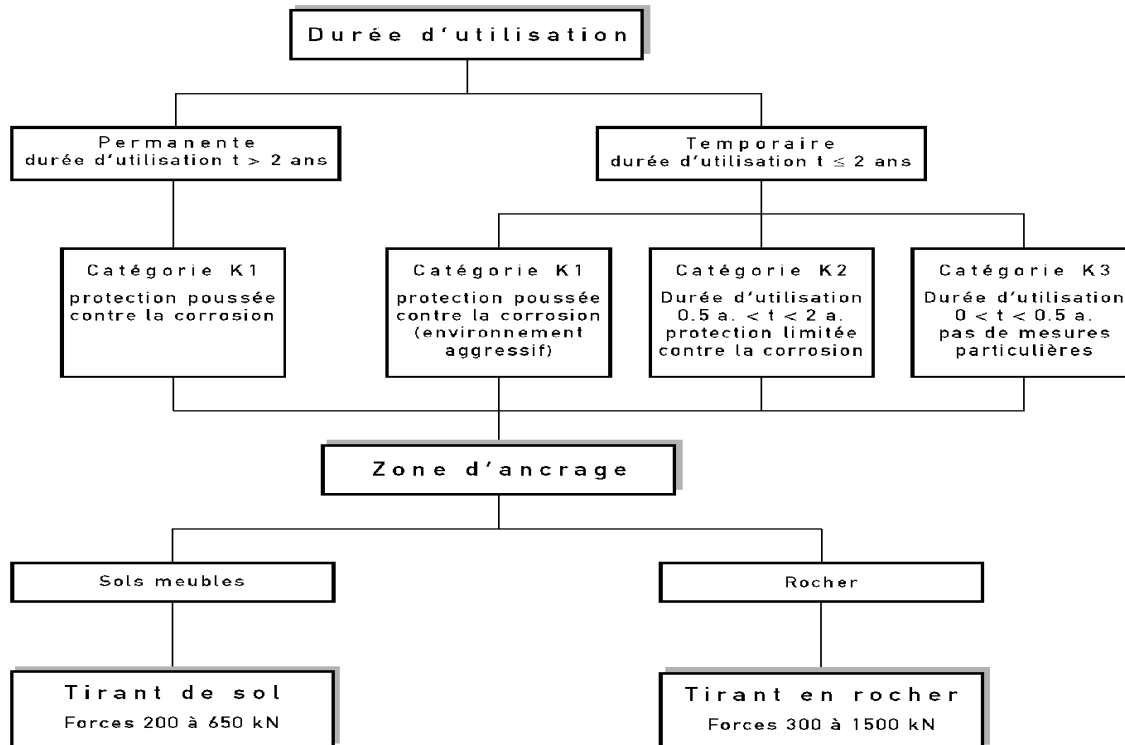 Durée d'utilisation
Permanente
durée d'utilisation t > 2 ans
Temporaire
durée d'utilisation t ≤ 2 ans
Catégorie K1
protection poussée
contre la corrosion
Catégorie K1
protection poussée
contre la corrosion
(environnement
aggressif)
Catégorie K2
Durée d'utilisation
0.5 a. < t < 2 a.
protection limitée
contre la corrosion
Catégorie K3
Durée d'utilisation
0 < t < 0.5 a.
pas de mesures
particulières
Zone d'ancrage
Sols meubles
Rocher
Tirant de sol
Forces 200 à 650 kN
Tirant en rocher
Forces 300 à 1500 kN